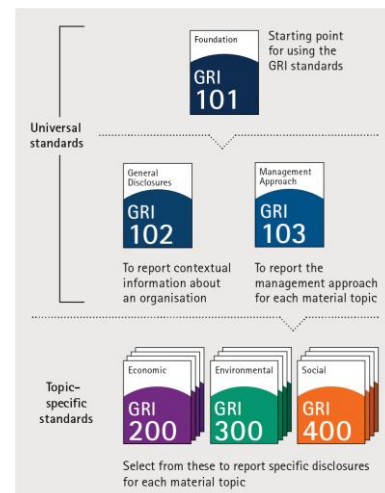 Foundation
GRI
101
Starting point
for using the
GRI standards
Universal
standards
General
Disclosures
GRI
102
Management
Approach
GRI
103
To report contextual
information about
an organisation
To report the
management approach
for each material topic
Topic-
specific
standards
Economic
GRI
200
Environmental
GRI
300
Social
GRI
400
Select from these to report specific disclosures
for each material topic